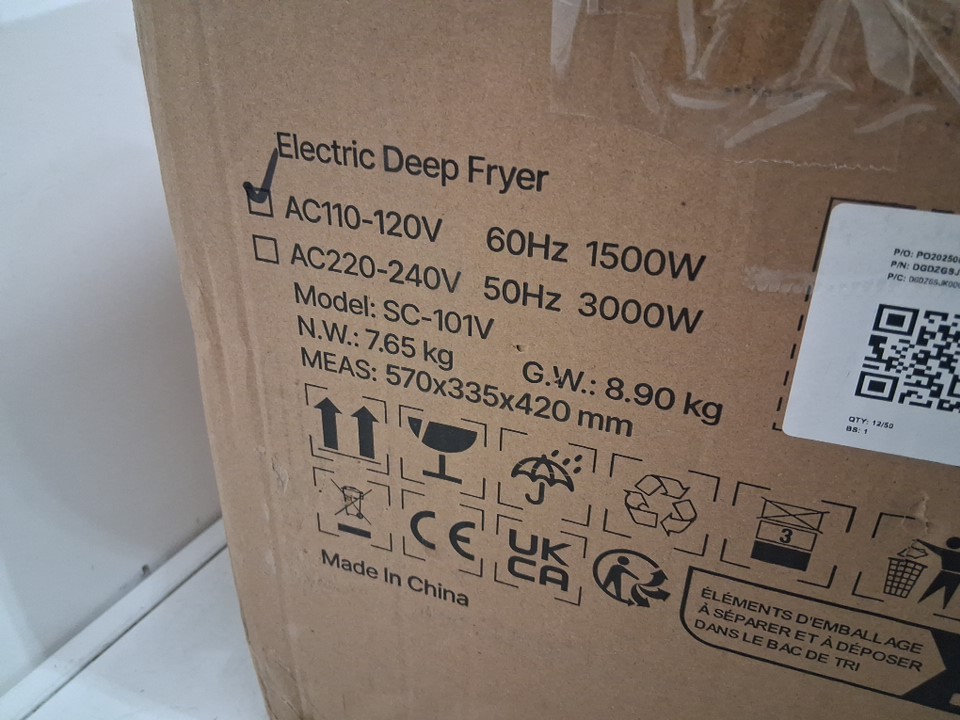 Electric Deep Fryer
AC110-120V 60Hz 1500W
AC220-240V 50Hz 3000W
Model: SC-101V
N.W.: 7.65 kg G.W.: 8.90 kg
MEAS: 570x335x420 mm
3
CE
UK
CA
Made In China
ÉLÉMENTS D'EMBALLAGE
À SÉPARER ET À DÉPOSER
DANS LE BAC DE TRI
P/O:
P/N:
P/C:
QTY: 12/50
BS: 1